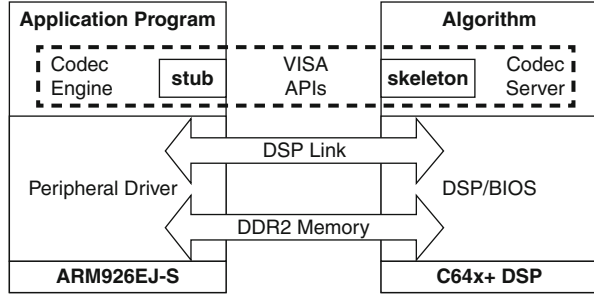 Application Program
Algorithm
Codec
Engine
stub
VISA
APIs
skeleton
Codec
Server
DSP Link
Peripheral Driver
DSP/BIOS
DDR2 Memory
ARM926EJ-S
C64x+ DSP